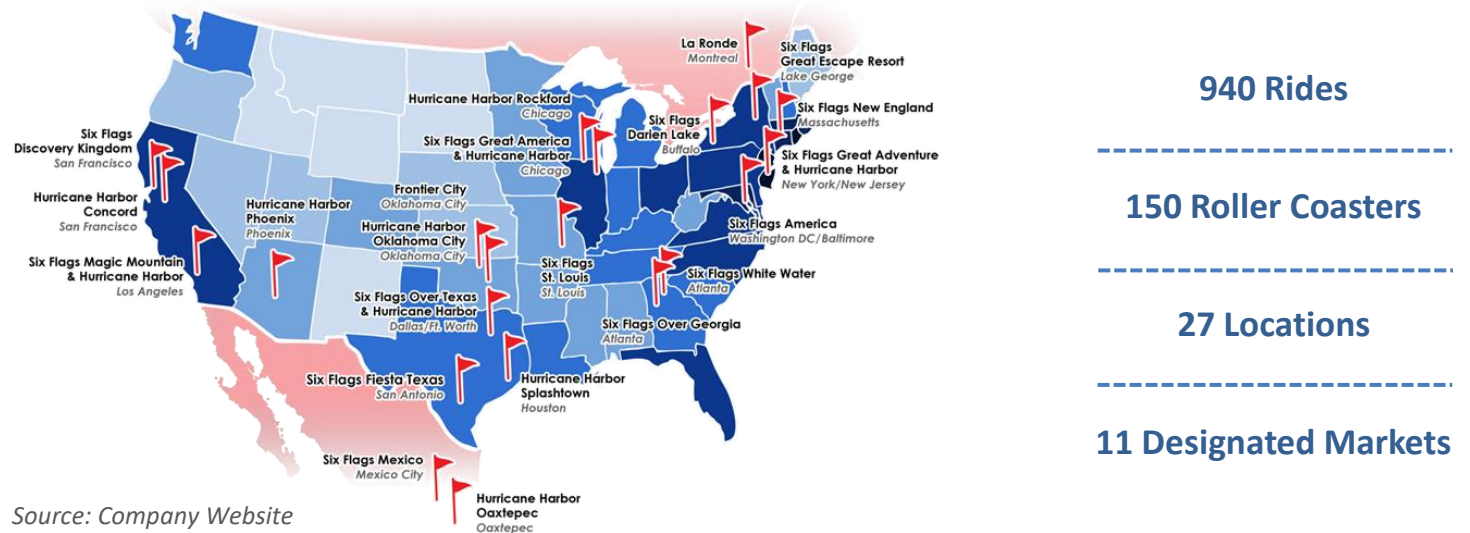 La Ronde
Montreal
Six Flags
Great Escape Resort
Lake George
Hurricane Harbor Rockford
Chicago
Six Flags New England
Massachusetts
Six Flags
Darien Lake
Buffalo
Six Flags
Discovery Kingdom
San Francisco
Six Flags Great America
& Hurricane Harbor
Chicago
Six Flags Great Adventure
& Hurricane Harbor
New York/New Jersey
Hurricane Harbor
Concord
San Francisco
Hurricane Harbor
Phoenix
Phoenix
Frontier City
Oklahoma City
Hurricane Harbor
Oklahoma City
Oklahoma City
Six Flags America
Washington DC/Baltimore
Six Flags Magic Mountain
& Hurricane Harbor
Los Angeles
Six Flags
St. Louis
St. Louis
Six Flags White Water
Atlanta
Six Flags Over Texas
& Hurricane Harbor
Dallas/Ft. Worth
Six Flags Over Georgia
Atlanta
Six Flags Fiesta Texas
San Antonio
Hurricane Harbor
Splashtown
Houston
Six Flags Mexico
Mexico City
Hurricane Harbor
Oaxtepec
Oaxtepec
Source: Company Website
940 Rides
150 Roller Coasters
27 Locations
11 Designated Markets